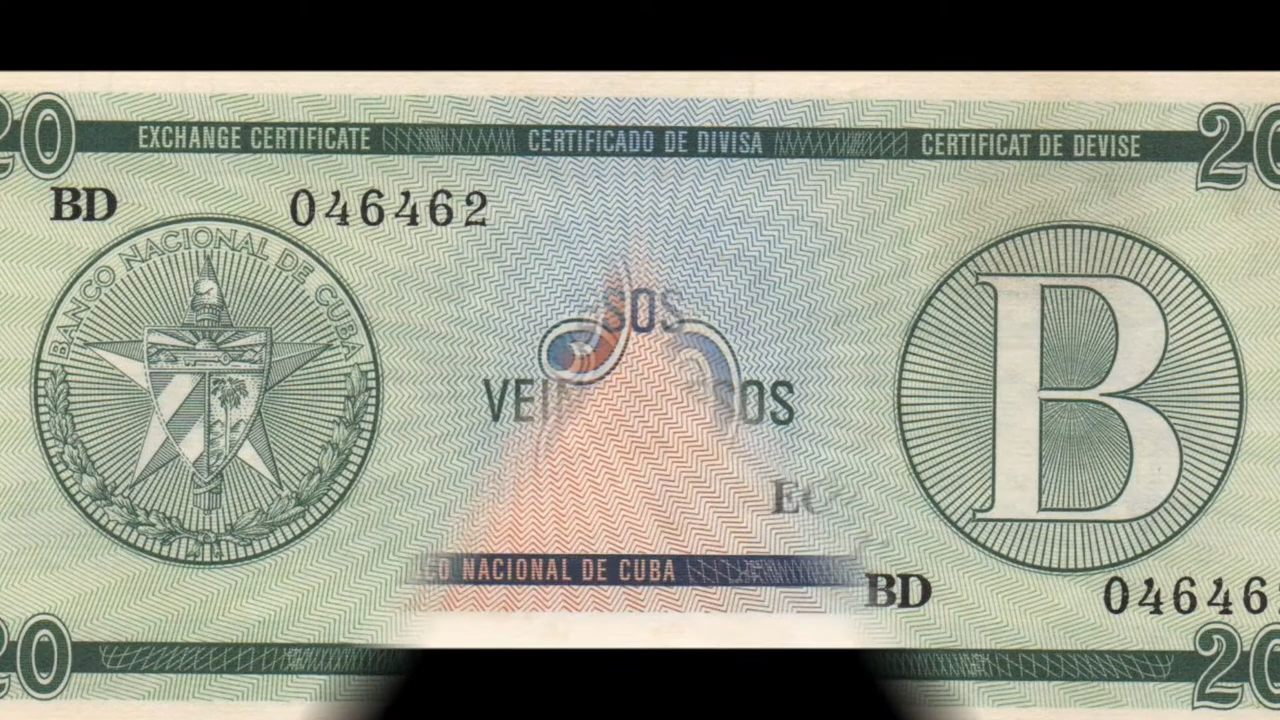 20 EXCHANGE CERTIFICATE CERTIFICADO DE DIVISA CERTIFICAT DE DEVISE 20
BD 046462
BANCO NACIONAL DE CUBA
B
NACIONAL DE CUBA
BD 04646
20 20